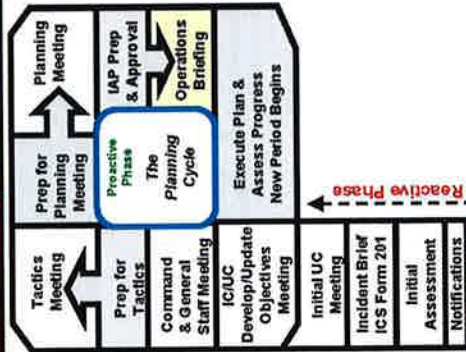 Tactics
Meeting
Prep for
Planning
Meeting
Planning
Meeting
Prep for
Tactics
Proactive
Phase
The
Planning
Cycle
IAP Prep
& Approval
Command
& General
Staff Meeting
Operations
Briefing
IC/UC
Develop/Update
Objectives
Meeting
Execute Plan &
Assess Progress
New Period Begins
Initial UC
Meeting
Incident Brief
ICS Form 201
Initial
Assessment
Notifications
Reactive Phase